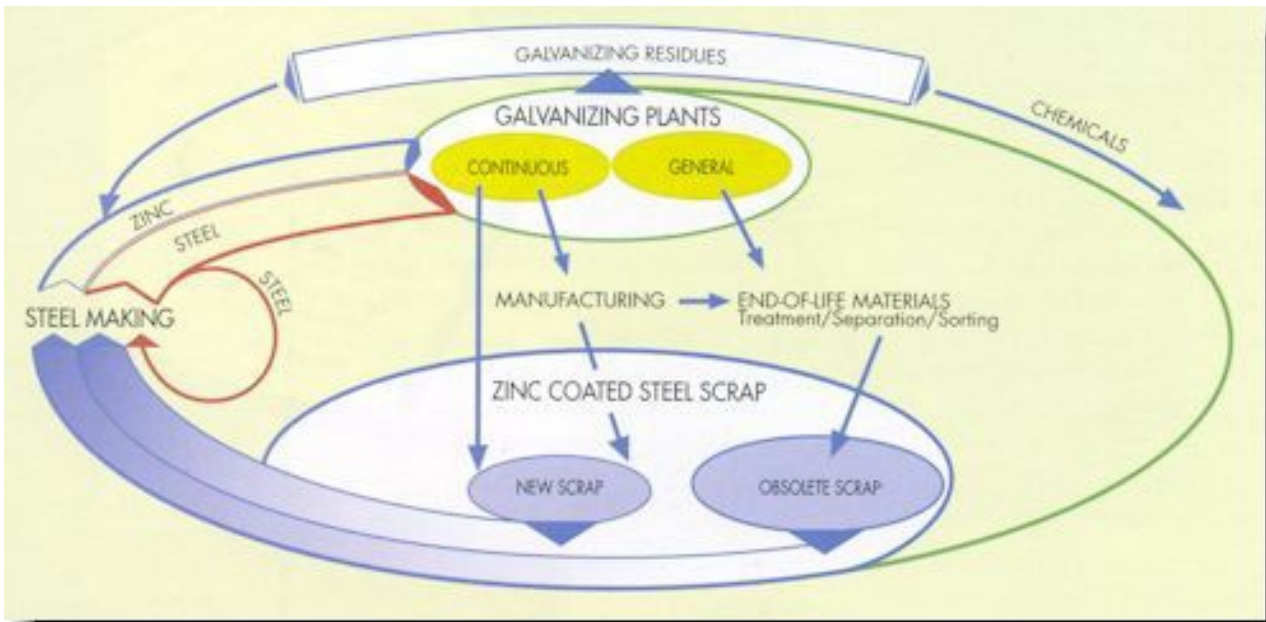 GALVANIZING RESIDUES
GALVANIZING PLANTS
CHEMICALS
CONTINUOUS
GENERAL
ZINC
STEEL
STEEL
MANUFACTURING
END-OF-LIFE MATERIALS
Treatment/Separation/Sorting
STEEL MAKING
ZINC COATED STEEL SCRAP
NEW SCRAP
OBSOLETE SCRAP